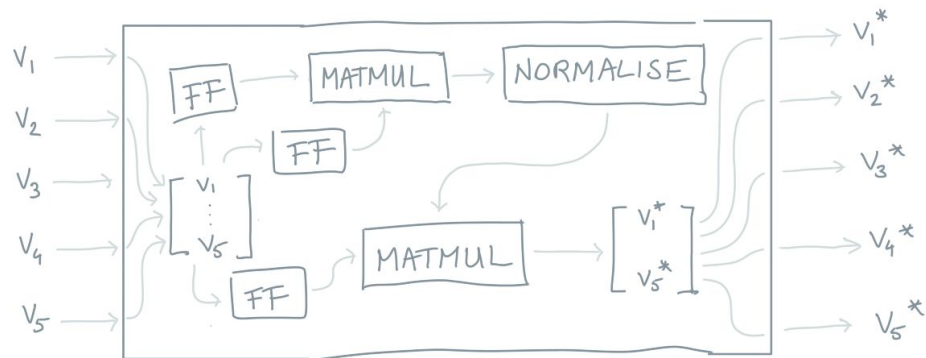 V1
V2
V3
V4
V5
FF
MATMUL
NORMALISE
FF
V1
V5
FF
MATMUL
V1*
V5*
V1*
V2*
V3*
V4*
V5*